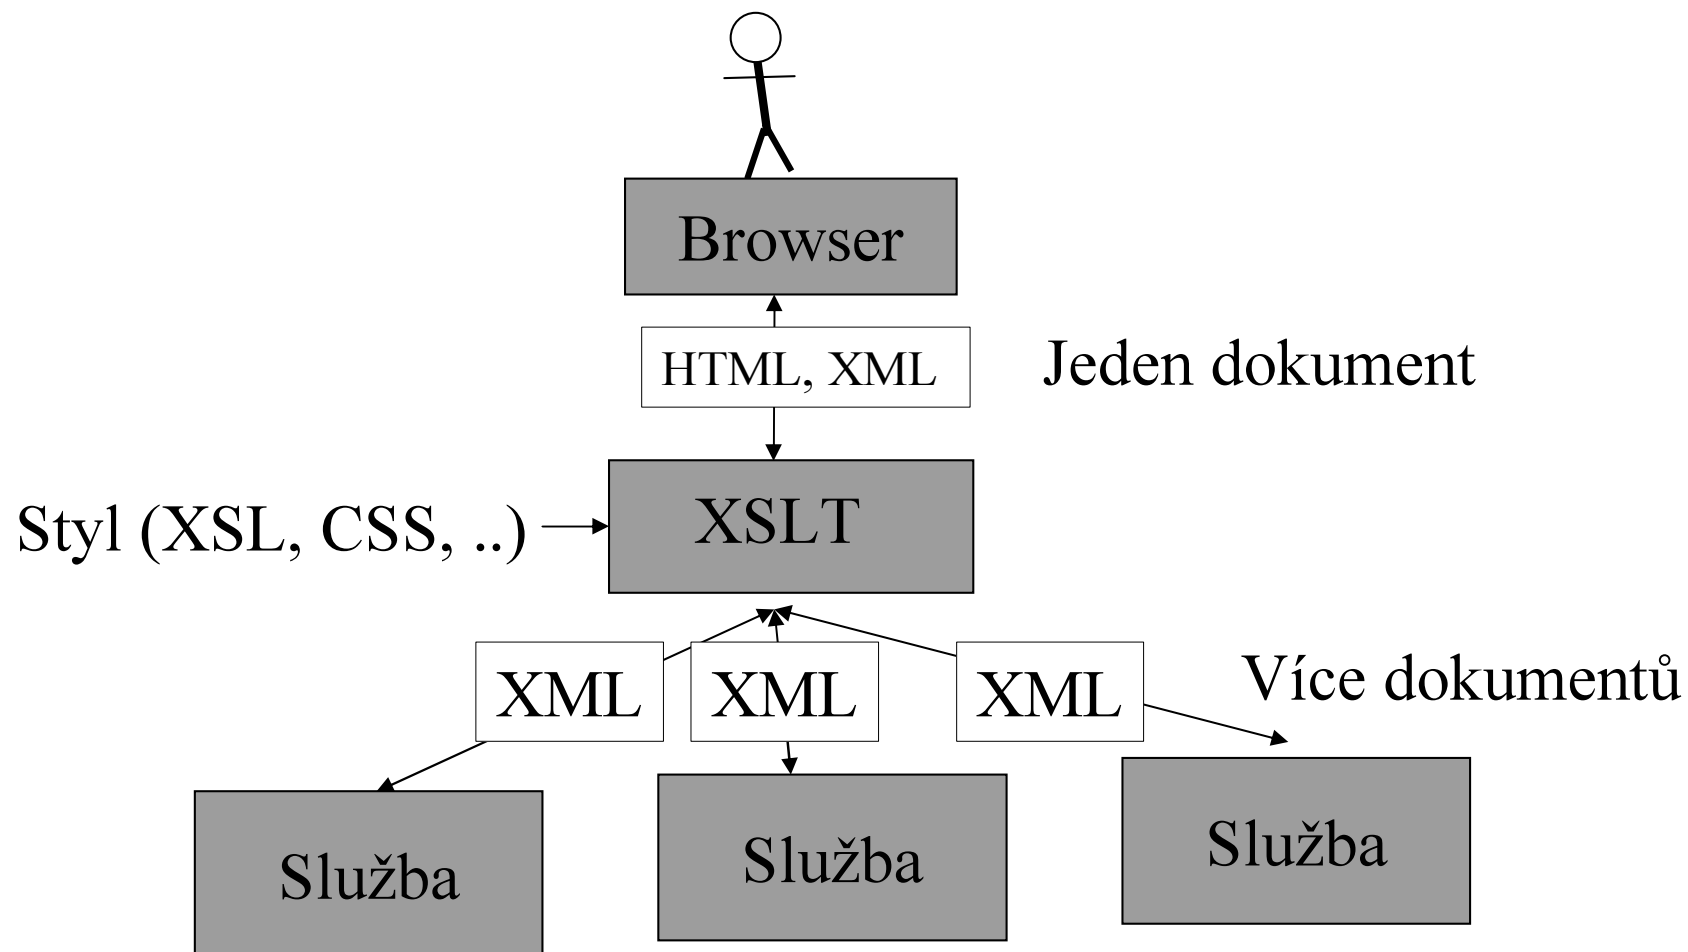 Browser
HTML, XML
Jeden dokument
Styl (XSL, CSS, ..)
XSLT
XML
XML
XML
Více dokumentů
Služba
Služba
Služba